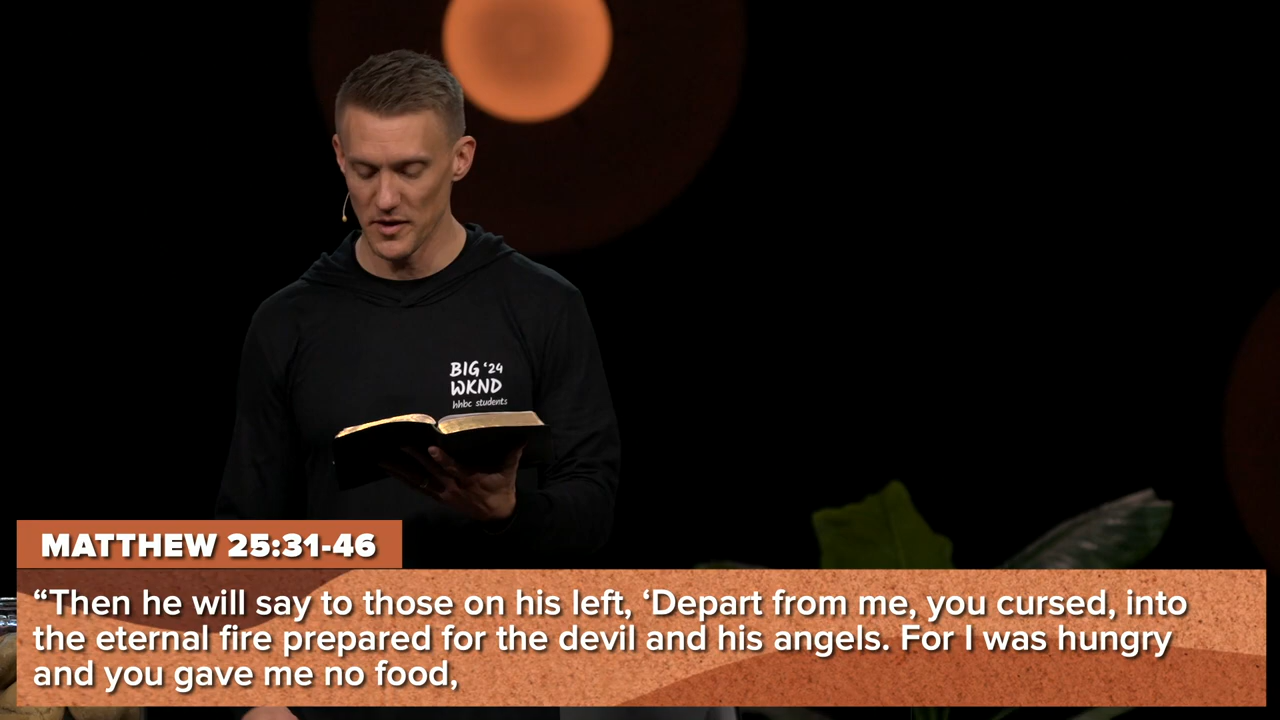 BIG ‘24
WKND
hhbc students
MATTHEW 25:31-46
“Then he will say to those on his left, ‘Depart from me, you cursed, into
the eternal fire prepared for the devil and his angels. For I was hungry
and you gave me no food,